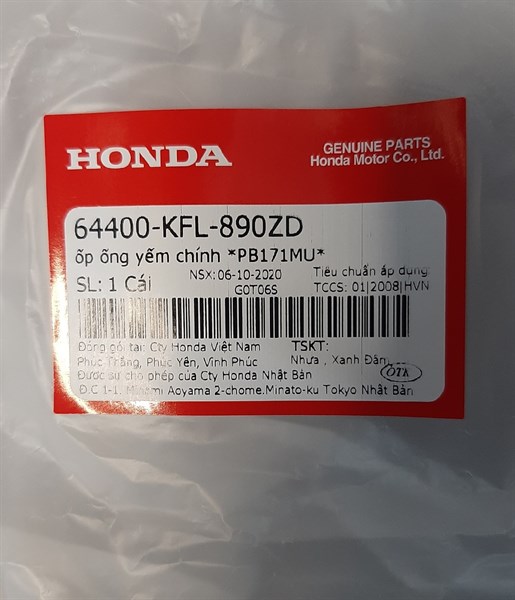 HONDA
GENUINE PARTS
Honda Motor Co., Ltd.
64400-KFL-890ZD
ốp ống yếm chính *PB171MU*
SL: 1 Cái
NSX: 06-10-2020
G0T06S
Tiêu chuẩn áp dụng
TCCS: 01|2008|HVN
Đóng gói tại: Cty Honda Việt Nam
Phúc Thắng, Phúc Yên, Vĩnh Phúc
Được sự cho phép của Cty Honda Nhật Bản
Đ.C 1-1, Minami Aoyama 2-chome.Minato-ku Tokyo Nhật Bản
TSKT:
Nhựa , Xanh Đậm,